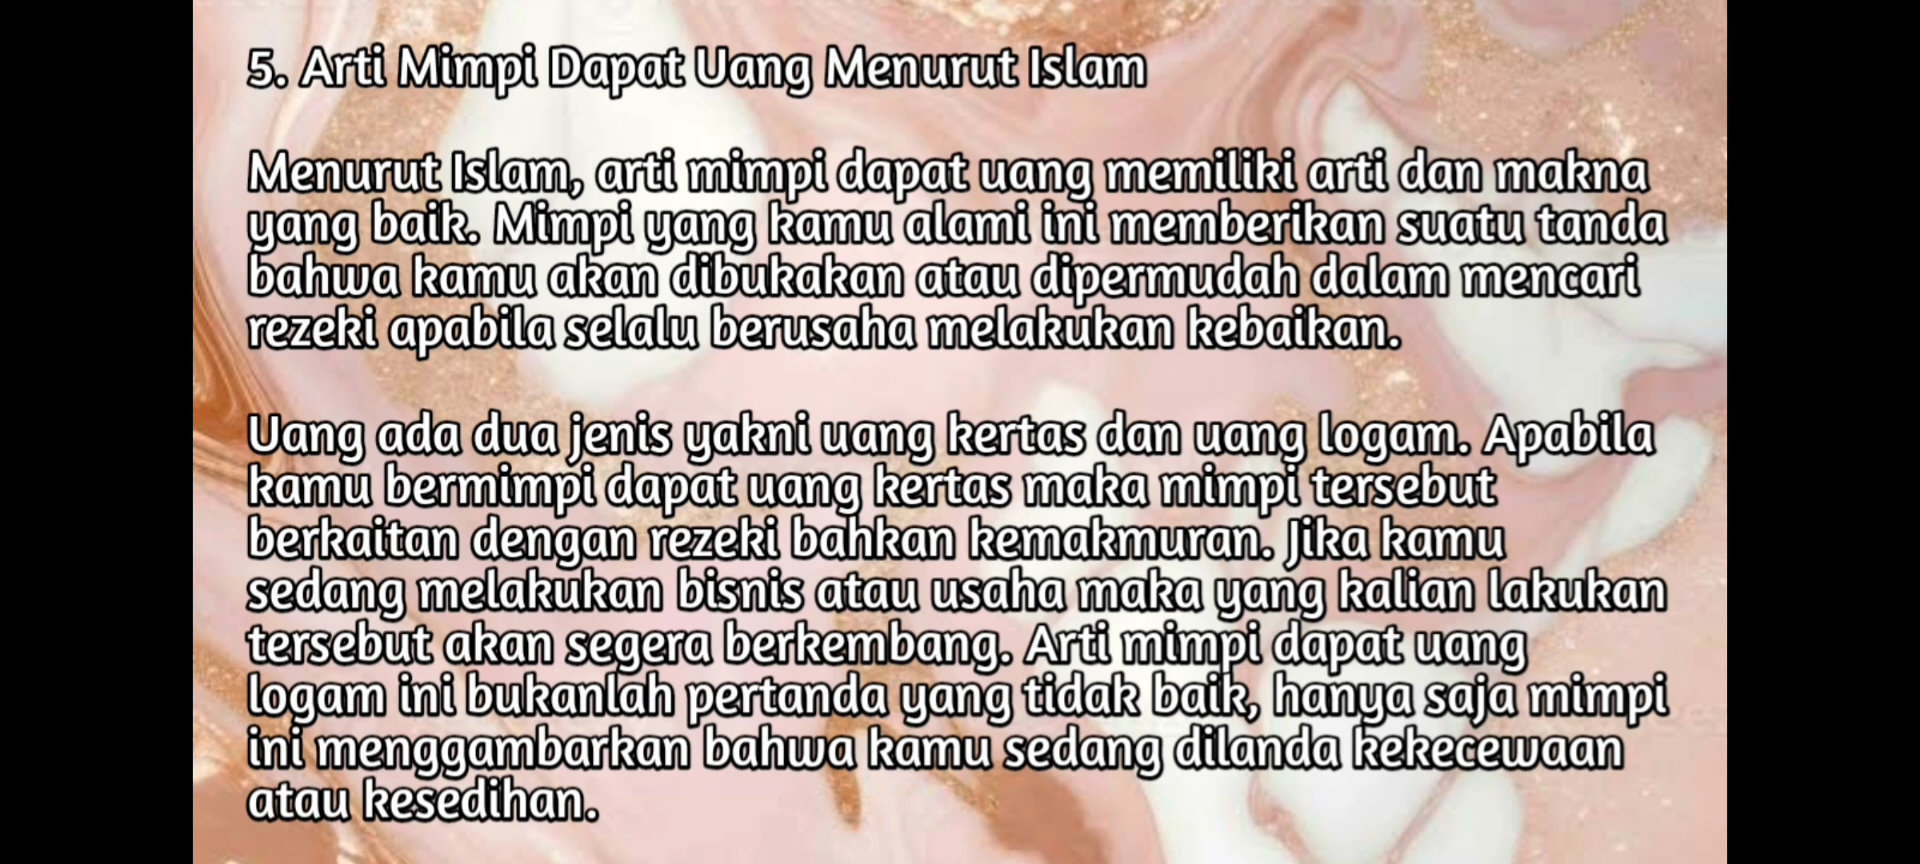 5. Arti Mimpi Dapat Uang Menurut Islam
Menurut Islam, arti mimpi dapat uang memiliki arti dan makna
yang baik. Mimpi yang kamu alami ini memberikan suatu tanda
bahwa kamu akan dibukakan atau dipermudah dalam mencari
rezeki apabila selalu berusaha melakukan kebaikan.
Uang ada dua jenis yakni uang kertas dan uang logam. Apabila
kamu bermimpi dapat uang kertas maka mimpi tersebut
berkaitan dengan rezeki bahkan kemakmuran. Jika kamu
sedang melakukan bisnis atau usaha maka yang kalian lakukan
tersebut akan segera berkembang. Arti mimpi dapat uang
logam ini bukanlah pertanda yang tidak baik, hanya saja mimpi
ini menggambarkan bahwa kamu sedang dilanda kekecewaan
atau kesedihan.